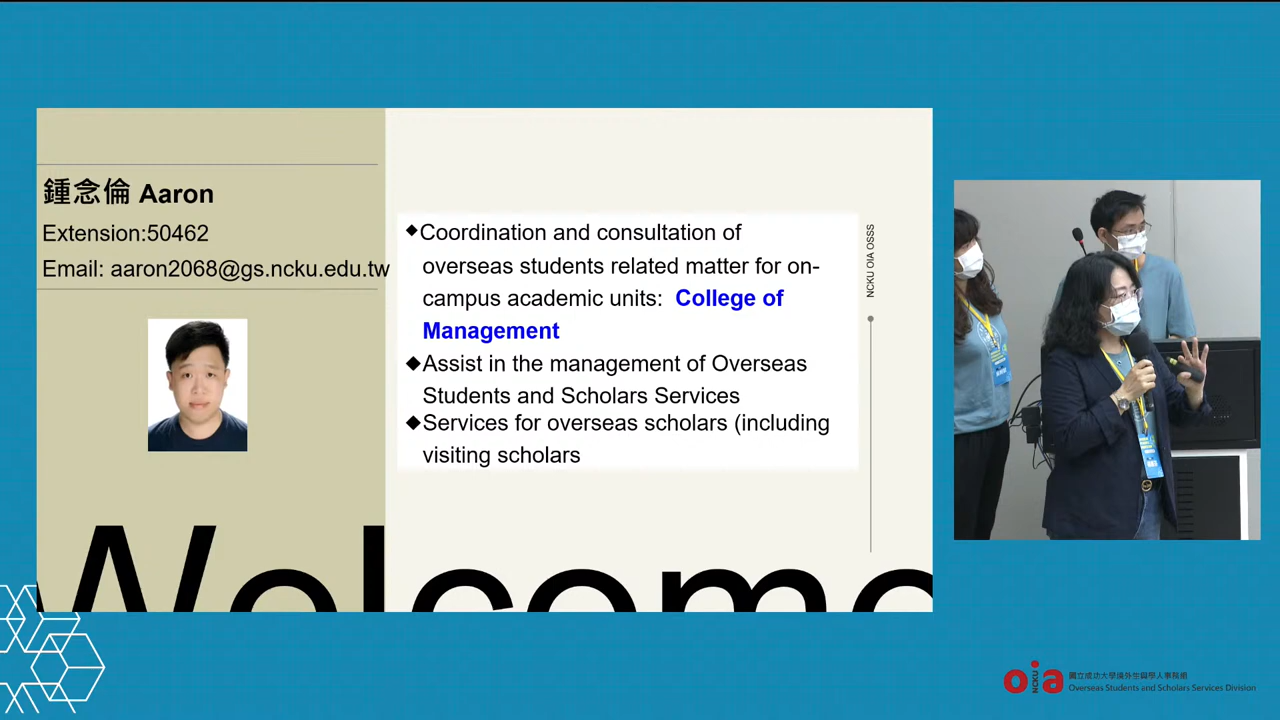 鍾念倫 Aaron
Extension:50462
Email: aaron2068@gs.ncku.edu.tw
◆Coordination and consultation of
overseas students related matter for on-
campus academic units: College of
Management
◆Assist in the management of Overseas
Students and Scholars Services
◆Services for overseas scholars (including
visiting scholars
NCKU OIA OSSS
Welcome
NCKU
oia
國立成功大學境外生與學人事務組
Overseas Students and Scholars Services Division